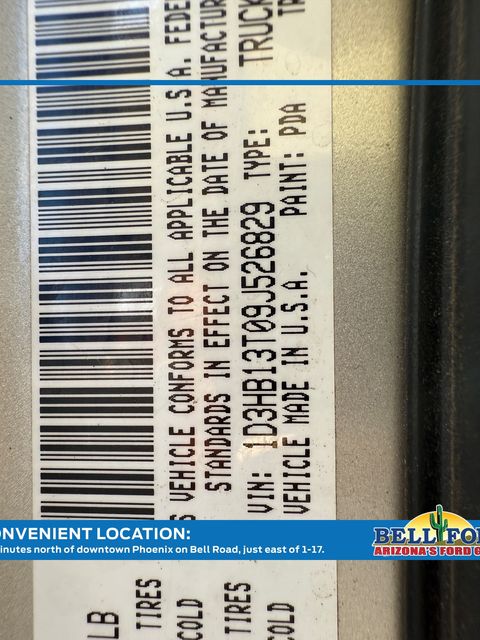 S VEHICLE CONFORMS TO ALL APPLICABLE U.S.A. FEDE
STANDARDS IN EFFECT ON THE DATE OF MANUFACTUR
VIN: 1D3HB13T09J526829 TYPE: TRUCK
VEHICLE MADE IN U.S.A. PAINT: PDA
LB
TIRES
COLD
TIRES
COLD
ONVENIENT LOCATION:
inutes north of downtown Phoenix on Bell Road, just east of 1-17.
BELL FO
ARIZONA'S FORD